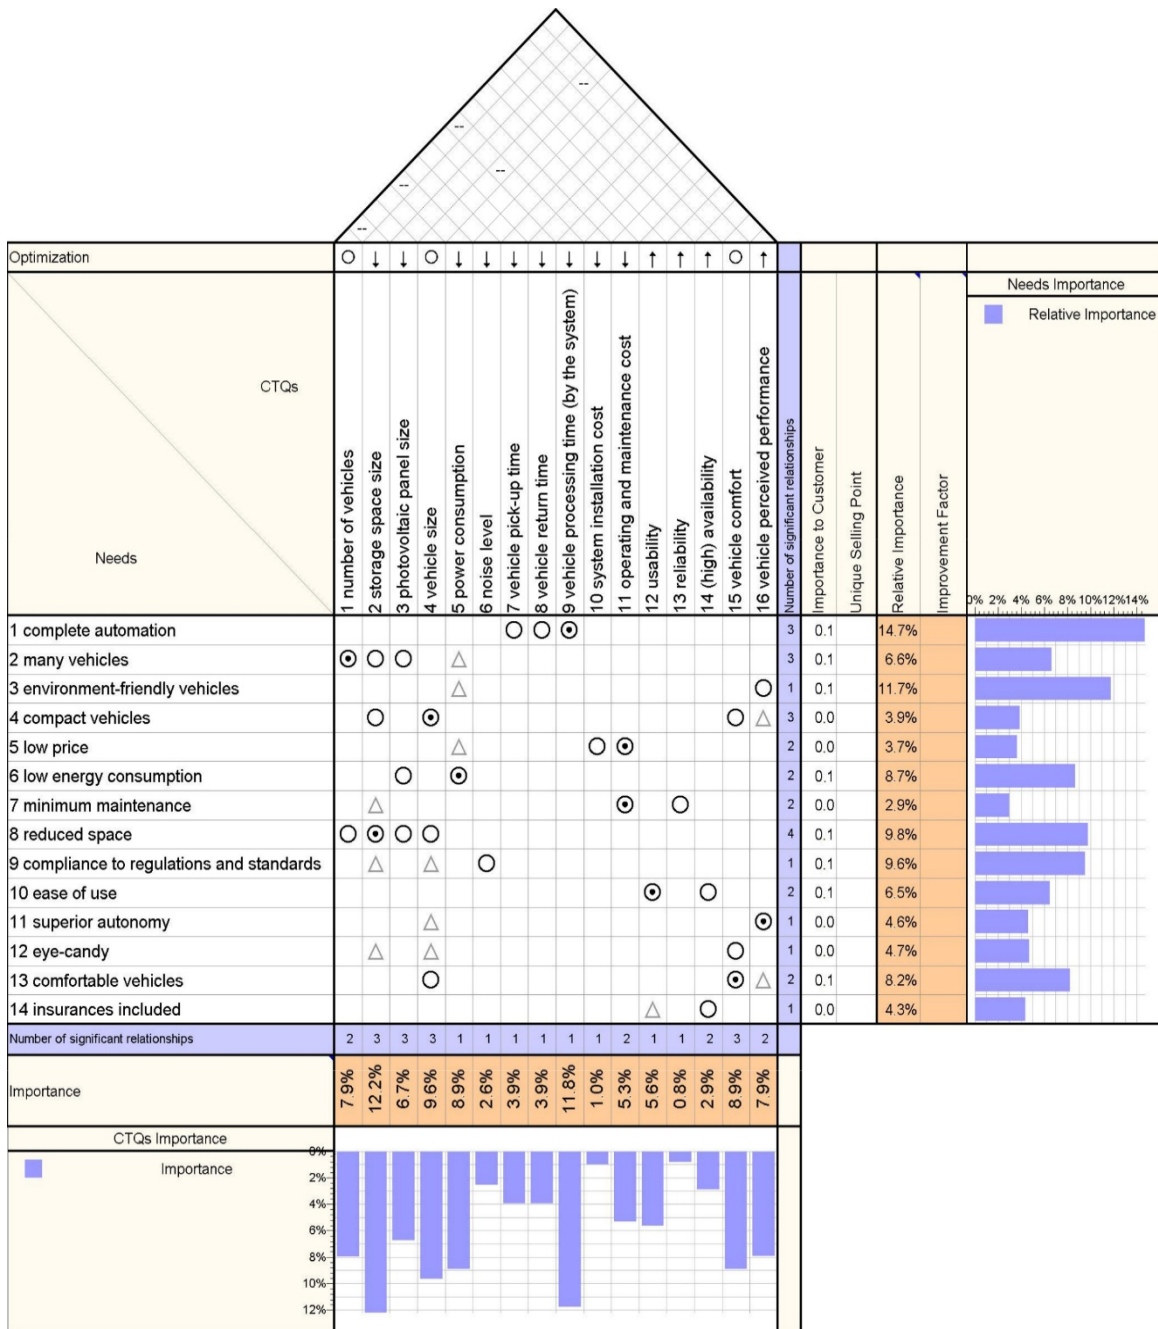 --
--
--
--
--
Optimization
CTQs
Needs
1 number of vehicles
2 storage space size
3 photovoltaic panel size
4 vehicle size
5 power consumption
6 noise level
7 vehicle pick-up time
8 vehicle return time
9 vehicle processing time (by the system)
10 system installation cost
11 operating and maintenance cost
12 usability
13 reliability
14 (high) availability
15 vehicle comfort
16 vehicle perceived performance
Number of significant relationships
Importance to Customer
Unique Selling Point
Relative Importance
Improvement Factor
Needs Importance
Relative Importance
0% 2% 4% 6% 8% 10% 12% 14%
1 complete automation 3 0.1 14.7%
2 many vehicles 3 0.1 6.6%
3 environment-friendly vehicles 1 0.1 11.7%
4 compact vehicles 3 0.0 3.9%
5 low price 2 0.0 3.7%
6 low energy consumption 2 0.1 8.7%
7 minimum maintenance 2 0.0 2.9%
8 reduced space 4 0.1 9.8%
9 compliance to regulations and standards 1 0.1 9.6%
10 ease of use 2 0.1 6.5%
11 superior autonomy 1 0.0 4.6%
12 eye-candy 1 0.0 4.7%
13 comfortable vehicles 2 0.1 8.2%
14 insurances included 1 0.0 4.3%
Number of significant relationships 2 3 3 3 1 1 1 1 1 1 2 1 1 2 3 2
Importance 7.9% 12.2% 6.7% 9.6% 8.9% 2.6% 3.9% 3.9% 11.8% 1.0% 5.3% 5.6% 0.8% 2.9% 8.9% 7.9%
CTQs Importance
Importance
0%
2%
4%
6%
8%
10%
12%